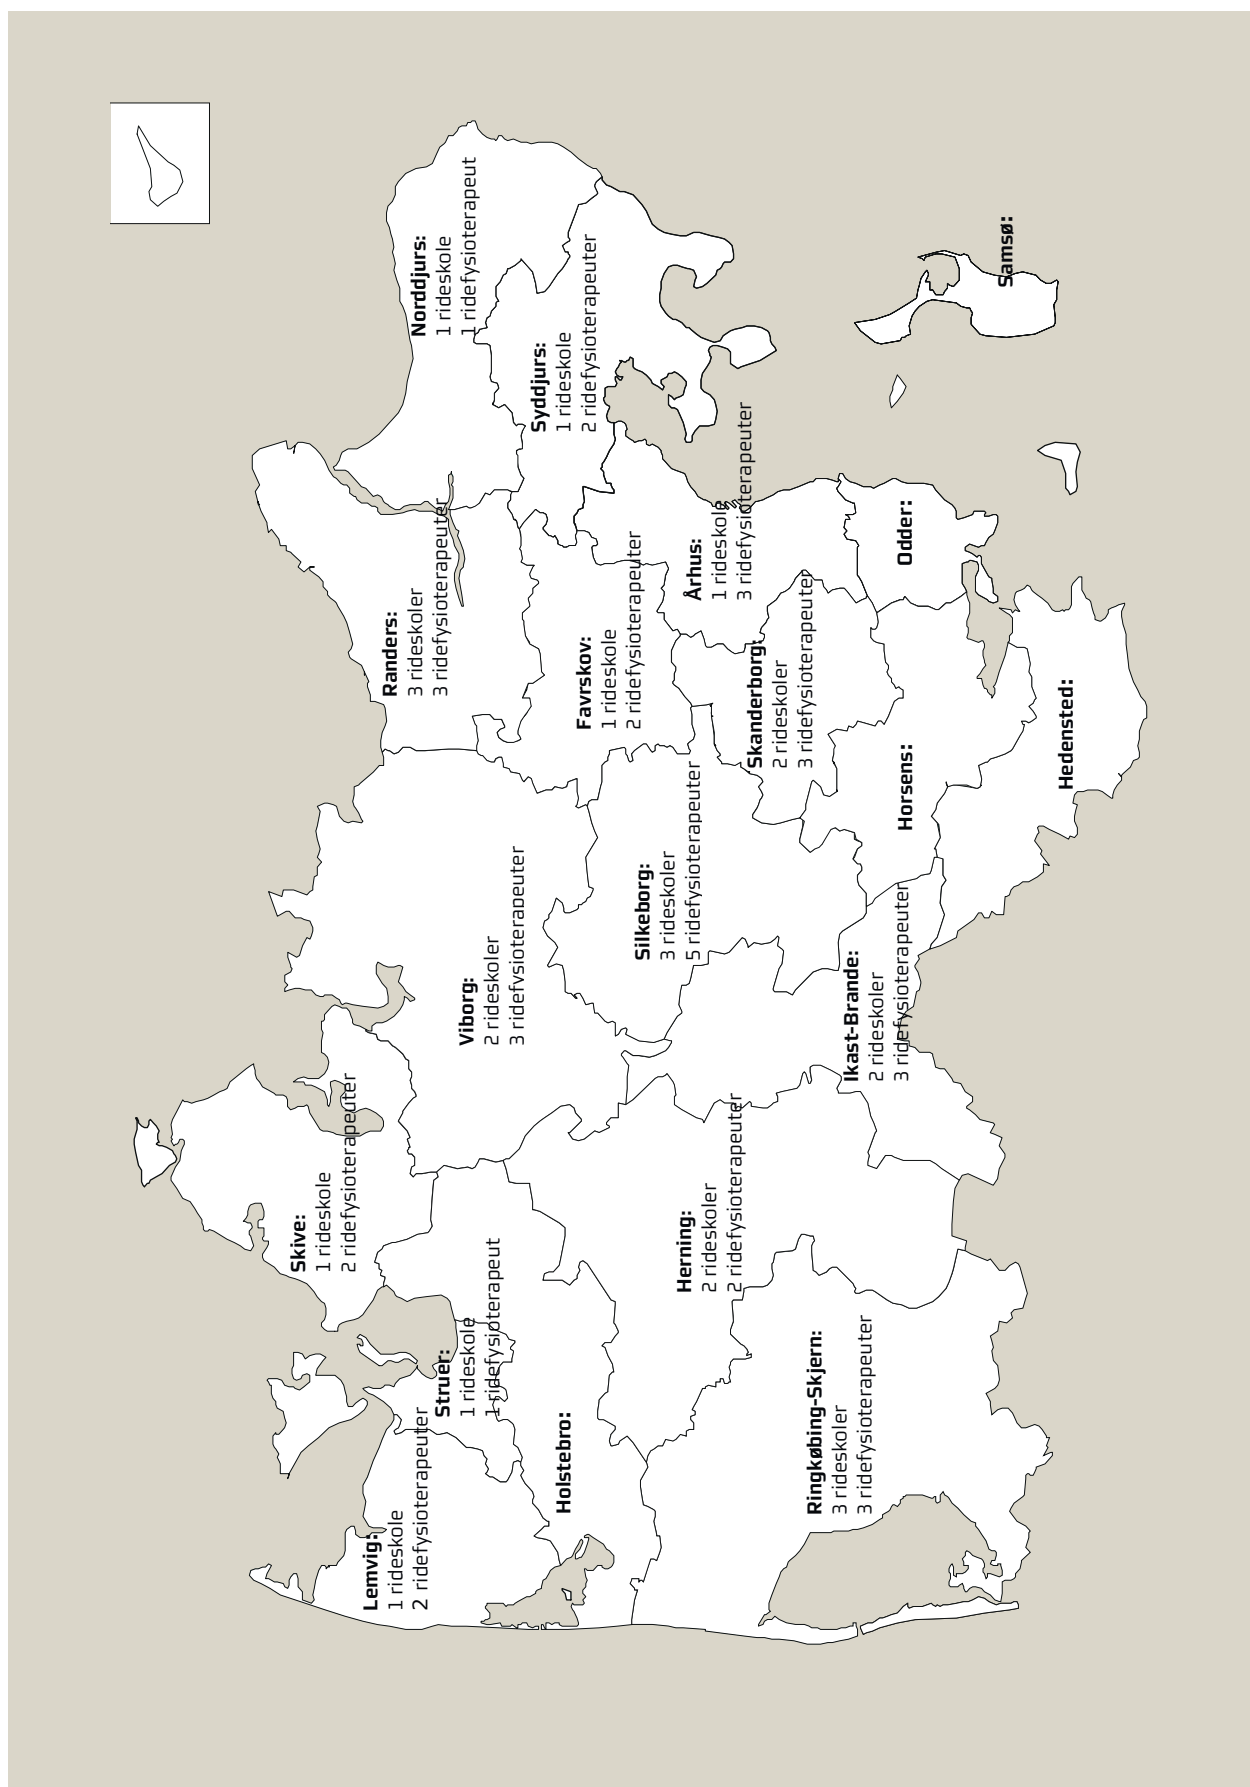 Skive:
1 rideskole
2 ridefysioterapeuter
Lemvig:
1 rideskole
2 ridefysioterapeuter
Randers:
3 rideskoler
3 ridefysioterapeuter
Norddjurs:
1 rideskole
1 ridefysioterapeut
Struer:
1 rideskole
1 ridefysioterapeut
Viborg:
2 rideskoler
3 ridefysioterapeuter
Syddjurs:
1 rideskole
2 ridefysioterapeuter
Holstebro:
Favrskov:
1 rideskole
2 ridefysioterapeuter
Silkeborg:
3 rideskoler
5 ridefysioterapeuter
Herning:
2 rideskoler
2 ridefysioterapeuter
Århus:
1 rideskole
3 ridefysioterapeuter
Skanderborg:
2 rideskoler
3 ridefysioterapeuter
Ringkøbing-Skjern:
3 rideskoler
3 ridefysioterapeuter
Ikast-Brande:
2 rideskoler
3 ridefysioterapeuter
Horsens:
Odder:
Samsø:
Hedensted: